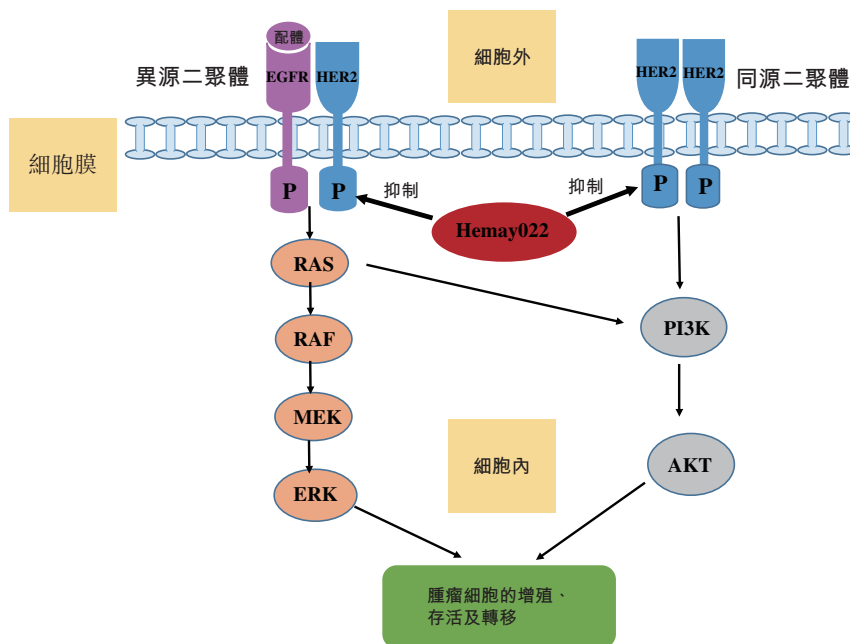 配體
異源二聚體
EGFR
HER2
細胞外
HER2
HER2
同源二聚體
細胞膜
P
P
抑制
抑制
P
P
Hemay022
RAS
PI3K
RAF
MEK
細胞內
AKT
ERK
腫瘤細胞的增殖、
存活及轉移